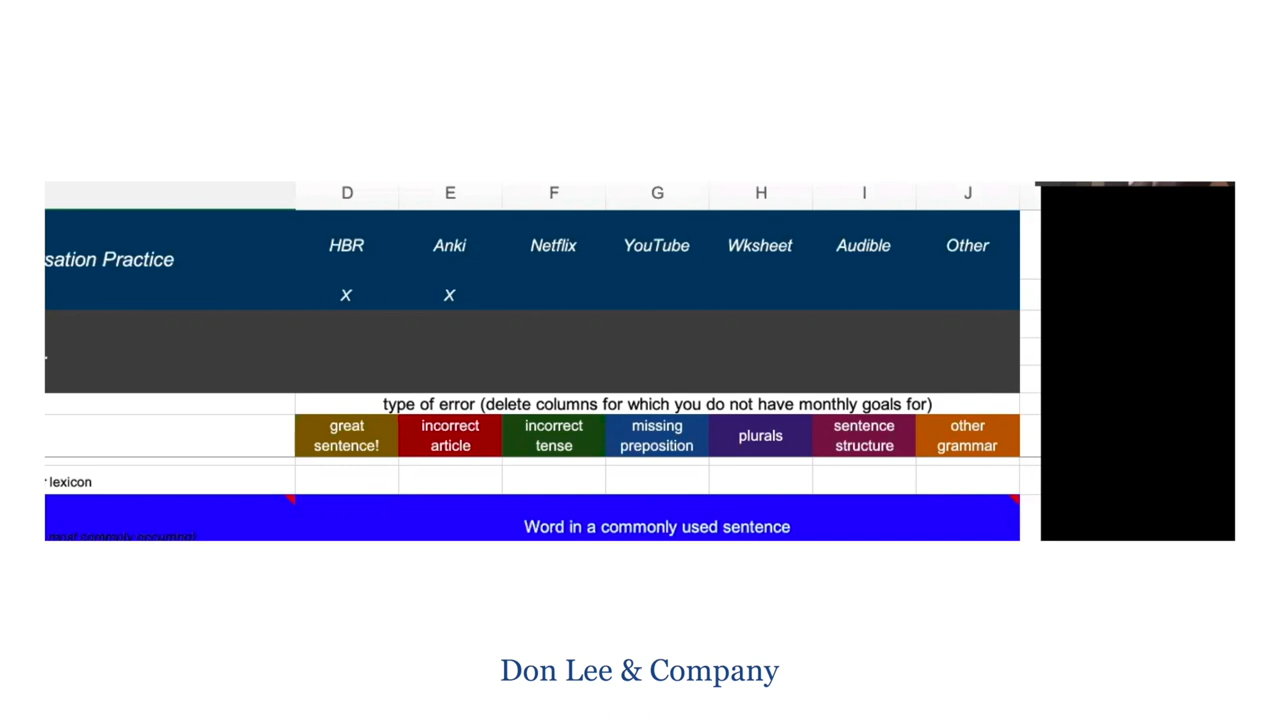 D E F G H I J
sation Practice HBR Anki Netflix YouTube Wksheet Audible Other
X X
type of error (delete columns for which you do not have monthly goals for)
great sentence! incorrect article incorrect tense missing preposition plurals sentence structure other grammar
r lexicon
Word in a commonly used sentence
Don Lee & Company